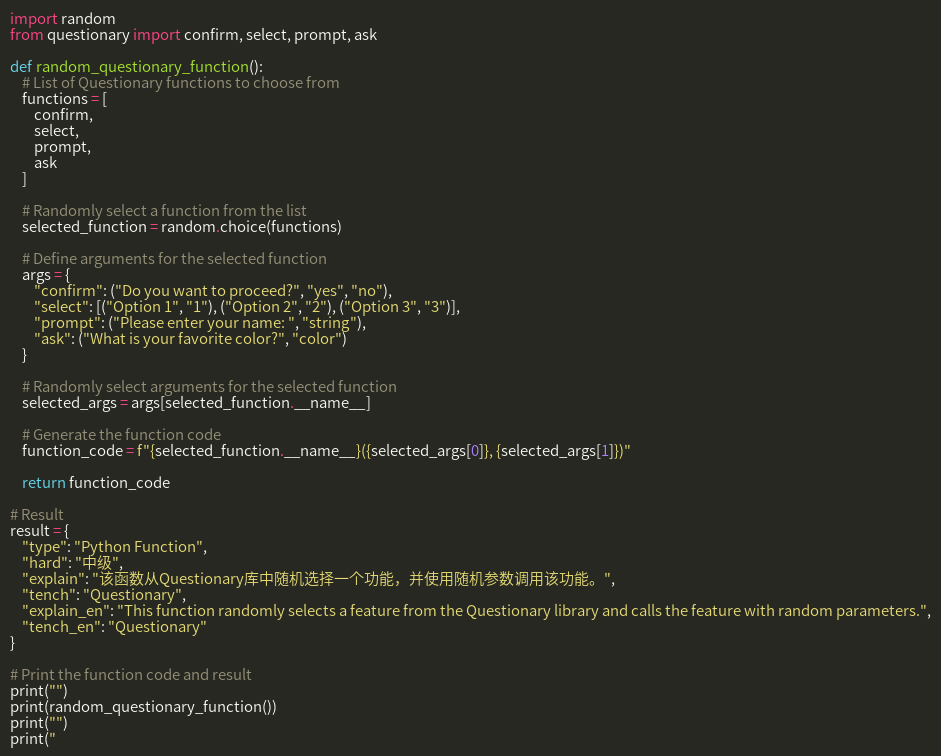 import random
from questionary import confirm, select, prompt, ask

def random_questionary_function():
    # List of Questionary functions to choose from
    functions = [
        confirm,
        select,
        prompt,
        ask
    ]

    # Randomly select a function from the list
    selected_function = random.choice(functions)

    # Define arguments for the selected function
    args = {
        "confirm": ("Do you want to proceed?", "yes", "no"),
        "select": [("Option 1", "1"), ("Option 2", "2"), ("Option 3", "3")],
        "prompt": ("Please enter your name: ", "string"),
        "ask": ("What is your favorite color?", "color")
    }

    # Randomly select arguments for the selected function
    selected_args = args[selected_function.__name__]

    # Generate the function code
    function_code = f"{selected_function.__name__}({selected_args[0]}, {selected_args[1]})"

    return function_code

# Result
result = {
    "type": "Python Function",
    "hard": "中级",
    "explain": "该函数从Questionary库中随机选择一个功能，并使用随机参数调用该功能。",
    "tench": "Questionary",
    "explain_en": "This function randomly selects a feature from the Questionary library and calls the feature with random parameters.",
    "tench_en": "Questionary"
}

# Print the function code and result
print("")
print(random_questionary_function())
print("")
print("